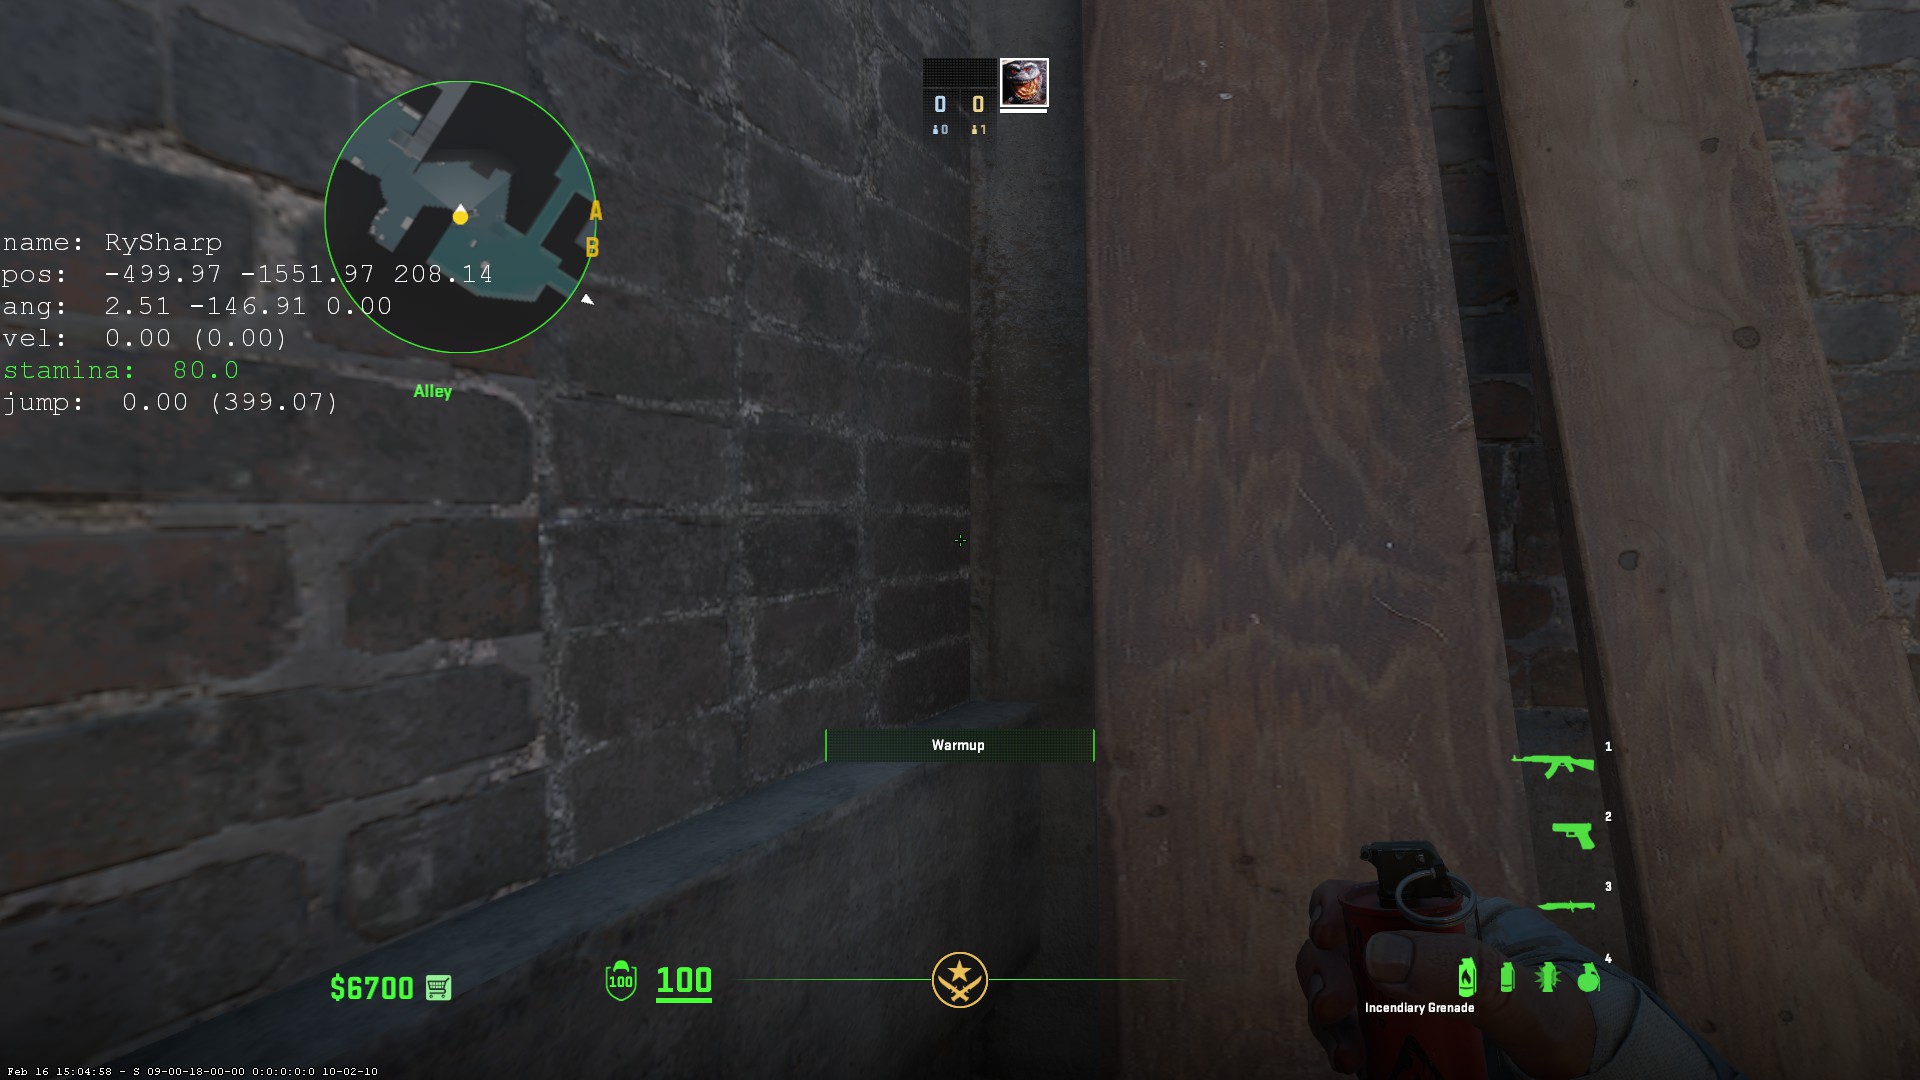 0 0
0 1
A
B
name: RySharp
pos: -499.97 -1551.97 208.14
ang: 2.51 -146.91 0.00
vel: 0.00 (0.00)
stamina: 80.0
jump: 0.00 (399.07)
Alley
Warmup
1
2
3
4
$6700
100
100
Incendiary Grenade
Feb 16 15:04:58 - S 09-00-18-00-00 0:0:0:0:0 10-02-10